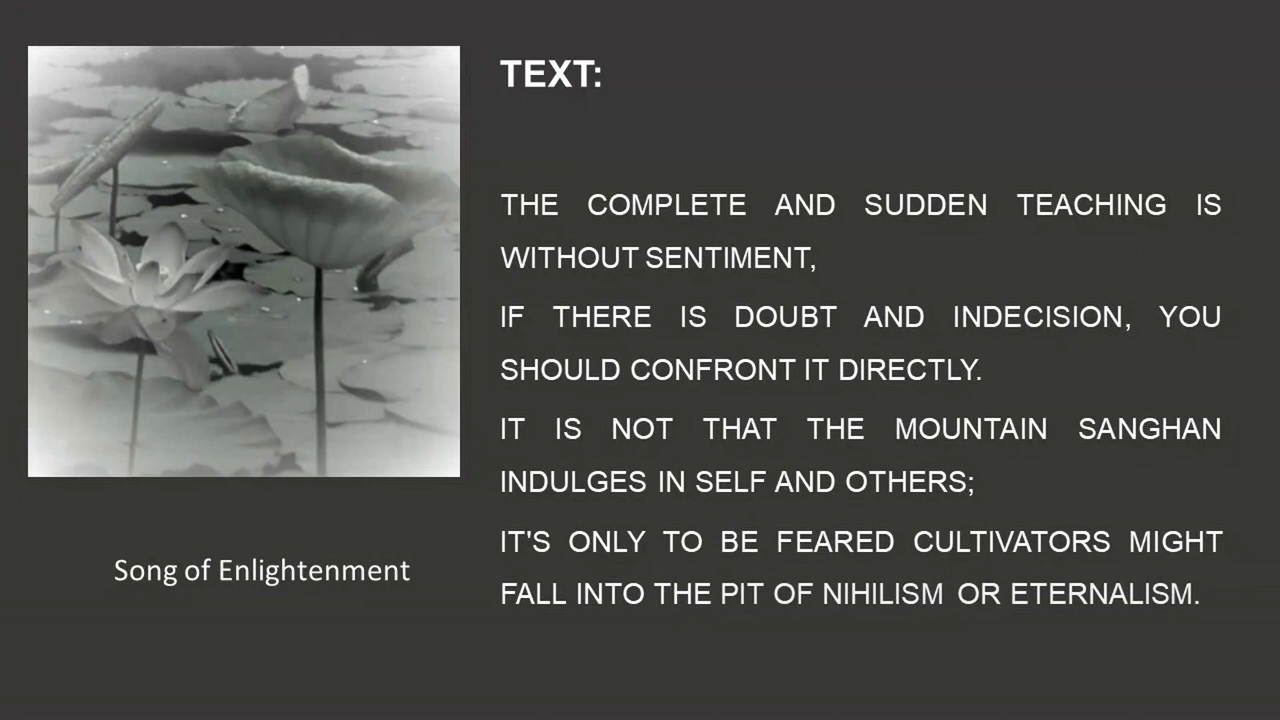 TEXT:
THE COMPLETE AND SUDDEN TEACHING IS
WITHOUT SENTIMENT,
IF THERE IS DOUBT AND INDECISION, YOU
SHOULD CONFRONT IT DIRECTLY.
IT IS NOT THAT THE MOUNTAIN SANGHAN
INDULGES IN SELF AND OTHERS;
IT'S ONLY TO BE FEARED CULTIVATORS MIGHT
FALL INTO THE PIT OF NIHILISM OR ETERNALISM.
Song of Enlightenment